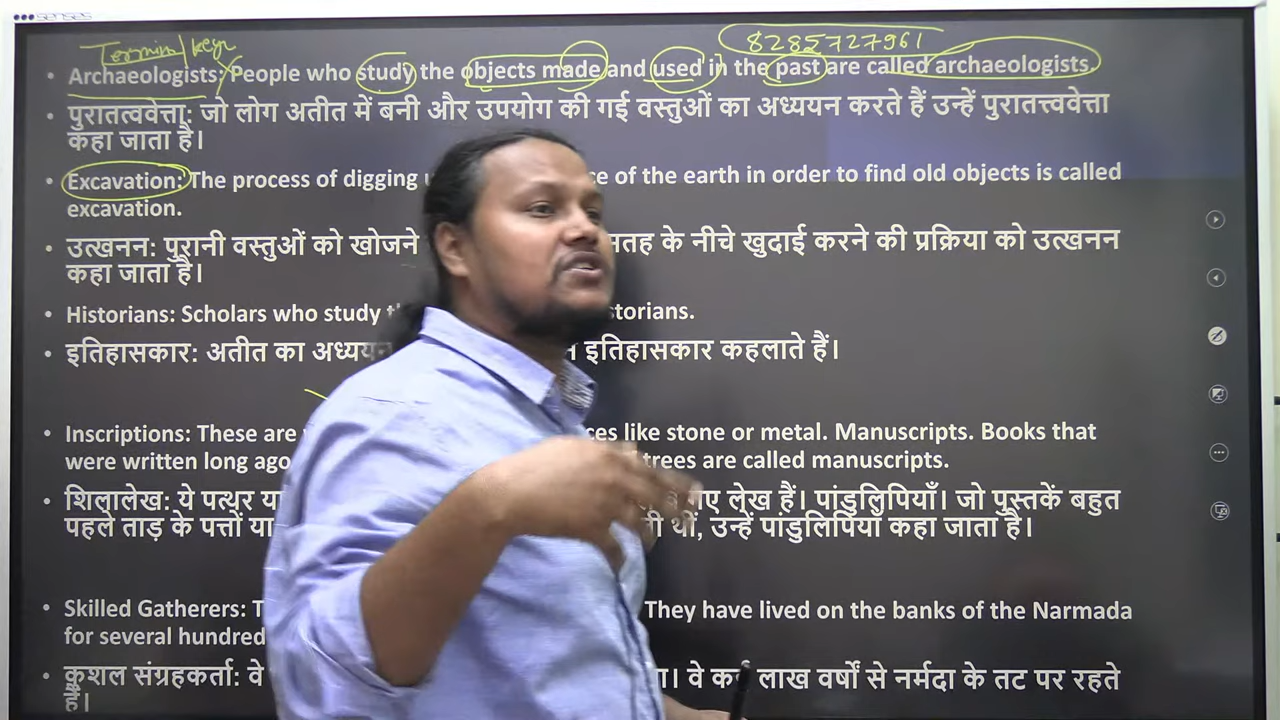 8285727961
• Archaeologists: People who study the objects made and used in the past are called archaeologists.
• पुरातत्ववेत्ता: जो लोग अतीत में बनी और उपयोग की गई वस्तुओं का अध्ययन करते हैं उन्हें पुरातत्त्ववेत्ता
कहा जाता है।
• Excavation: The process of digging ce of the earth in order to find old objects is called
excavation.
• उत्खनन: पुरानी वस्तुओं को खोजने सतह के नीचे खुदाई करने की प्रक्रिया को उत्खनन
कहा जाता है।
• Historians: Scholars who study storians.
• इतिहासकार: अतीत का इतिहासकार कहलाते हैं।
• Inscriptions: These are ces like stone or metal. Manuscripts. Books that
were written long ago trees are called manuscripts.
• शिलालेख: ये पत्थर या गए लेख हैं। पांडुलिपियाँ। जो पुस्तकें बहुत
पहले ताड़ के पत्तों या थीं, उन्हें पांडुलिपियाँ कहा जाता है।
• Skilled Gatherers: They have lived on the banks of the Narmada
for several hundred
• कुशल संग्रहकर्ता: वे लाख वर्षों से नर्मदा के तट पर रहते
हैं।